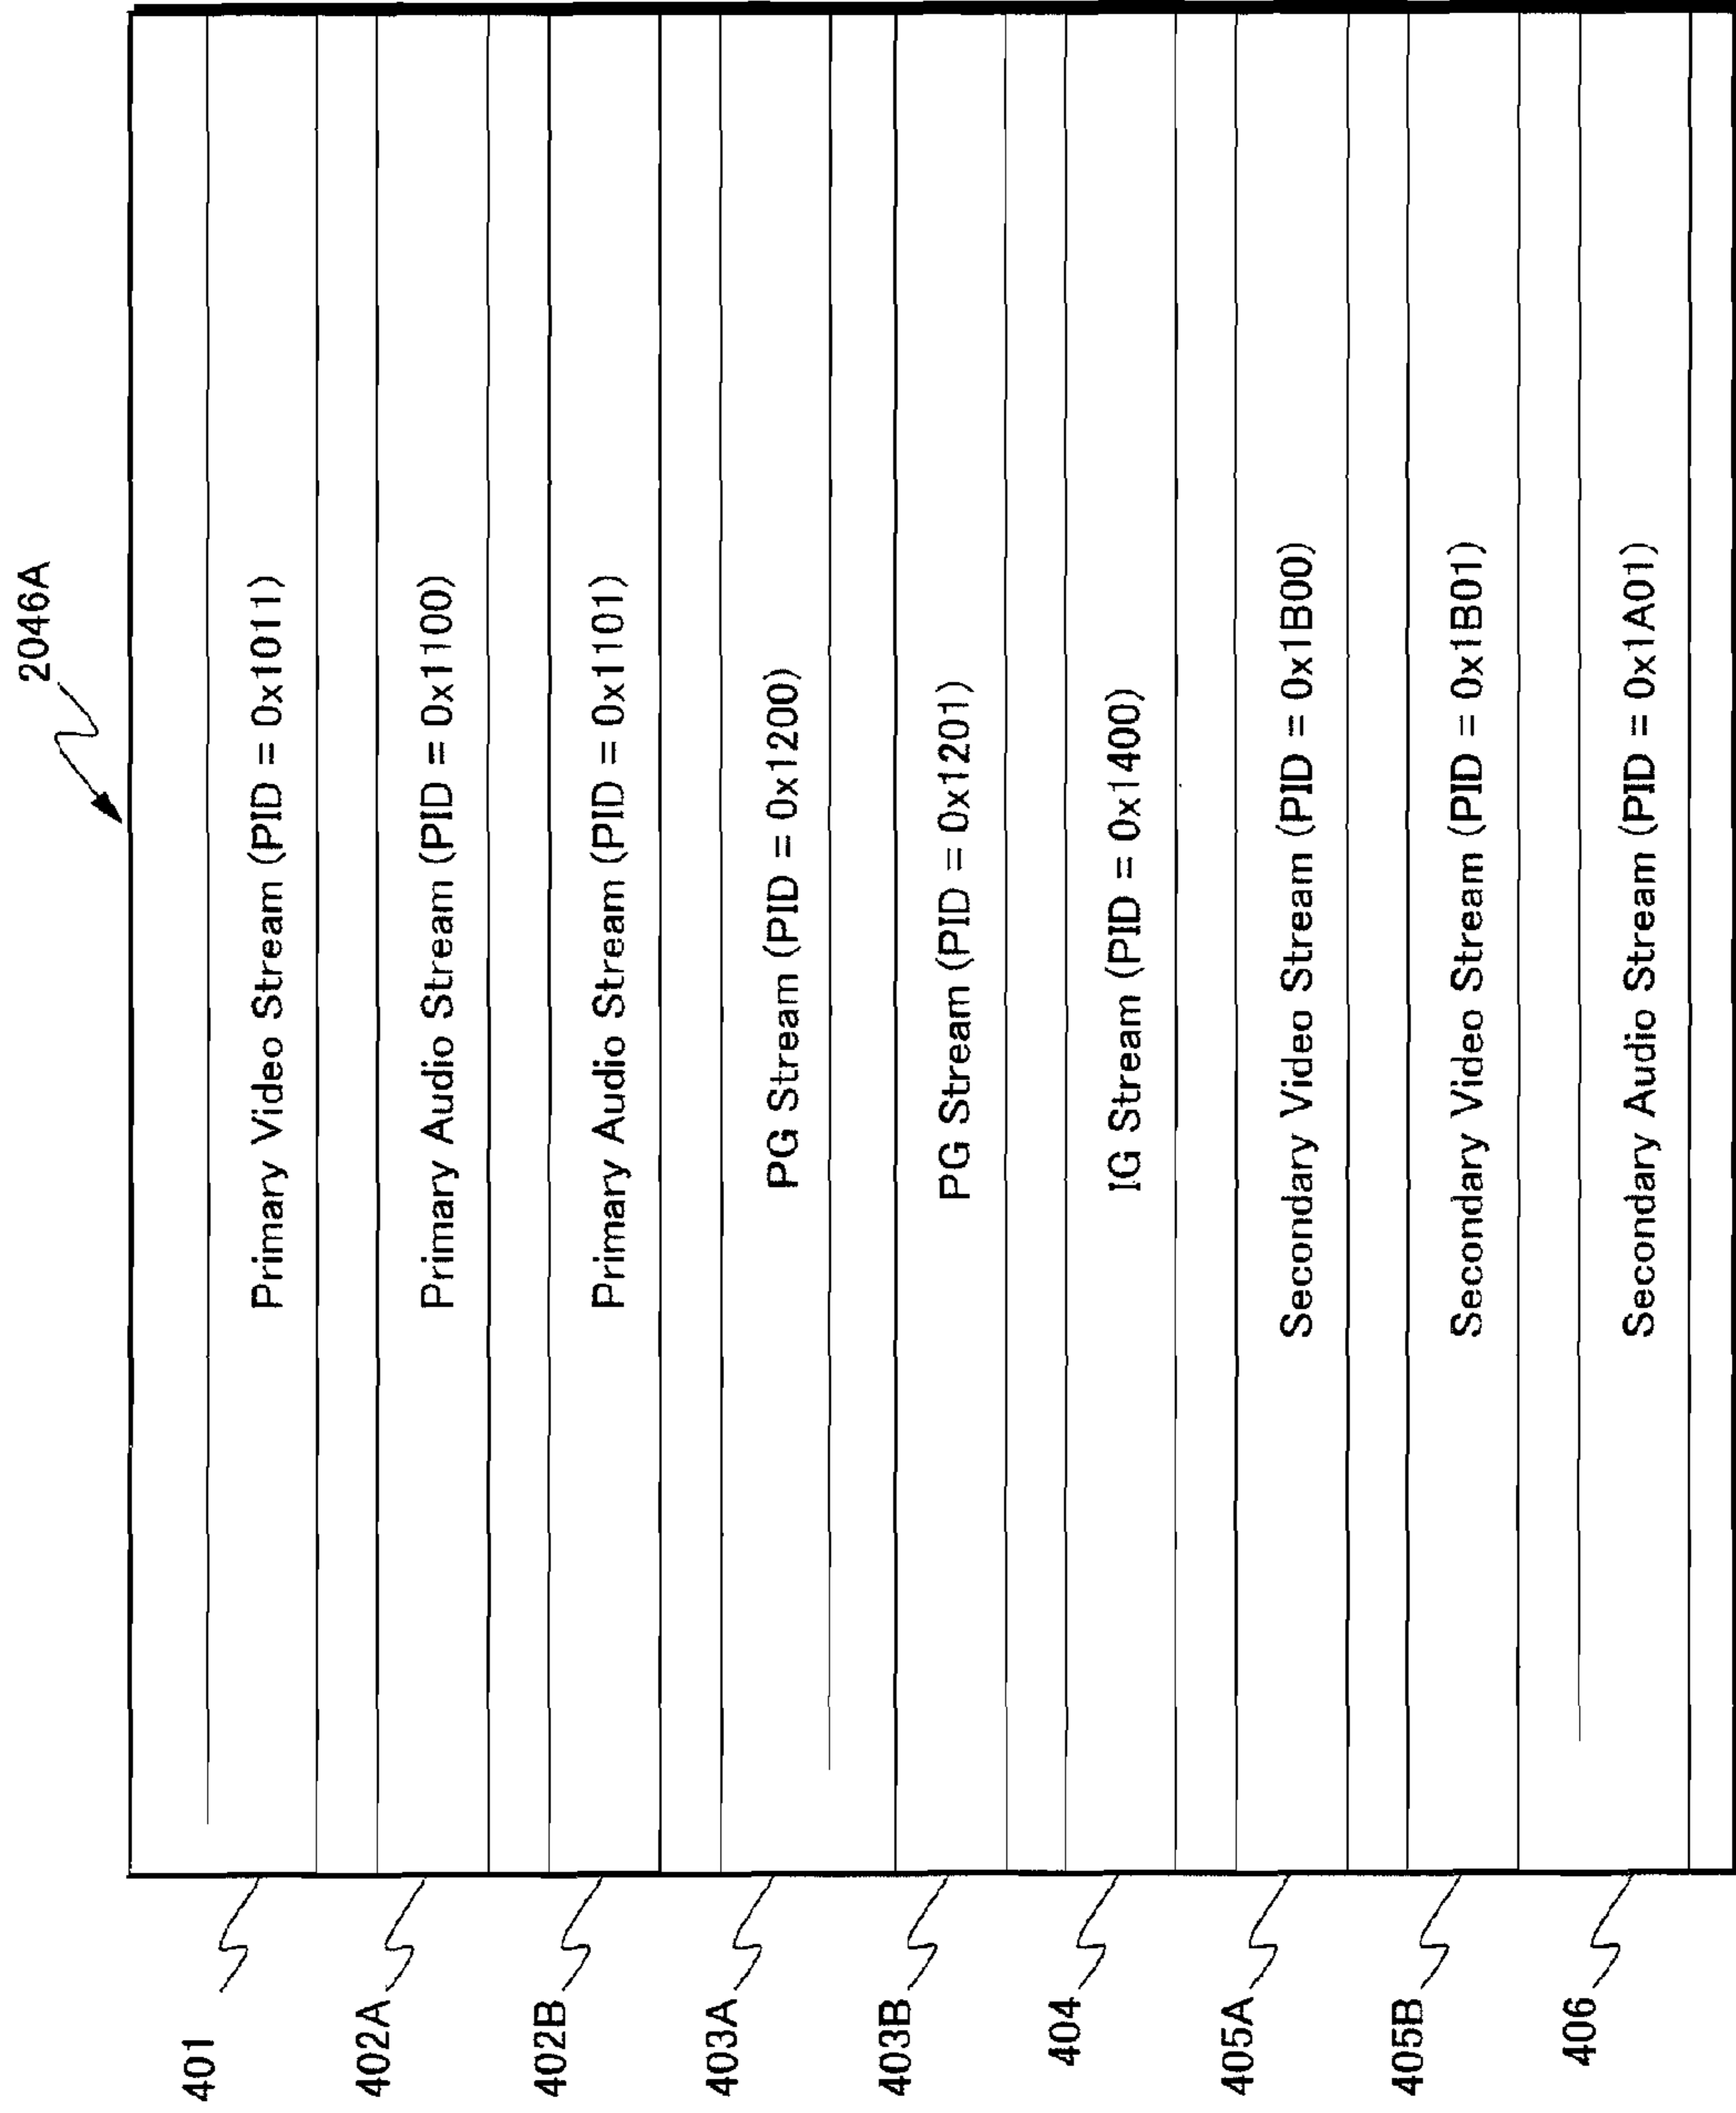 2046A
401 Primary Video Stream (PID = 0x1011)
402A Primary Audio Stream (PID = 0x1100)
402B Primary Audio Stream (PID = 0x1101)
403A PG Stream (PID = 0x1200)
403B PG Stream (PID = 0x1201)
404 IG Stream (PID = 0x1400)
405A Secondary Video Stream (PID = 0x1B00)
405B Secondary Video Stream (PID = 0x1B01)
406 Secondary Audio Stream (PID = 0x1A01)